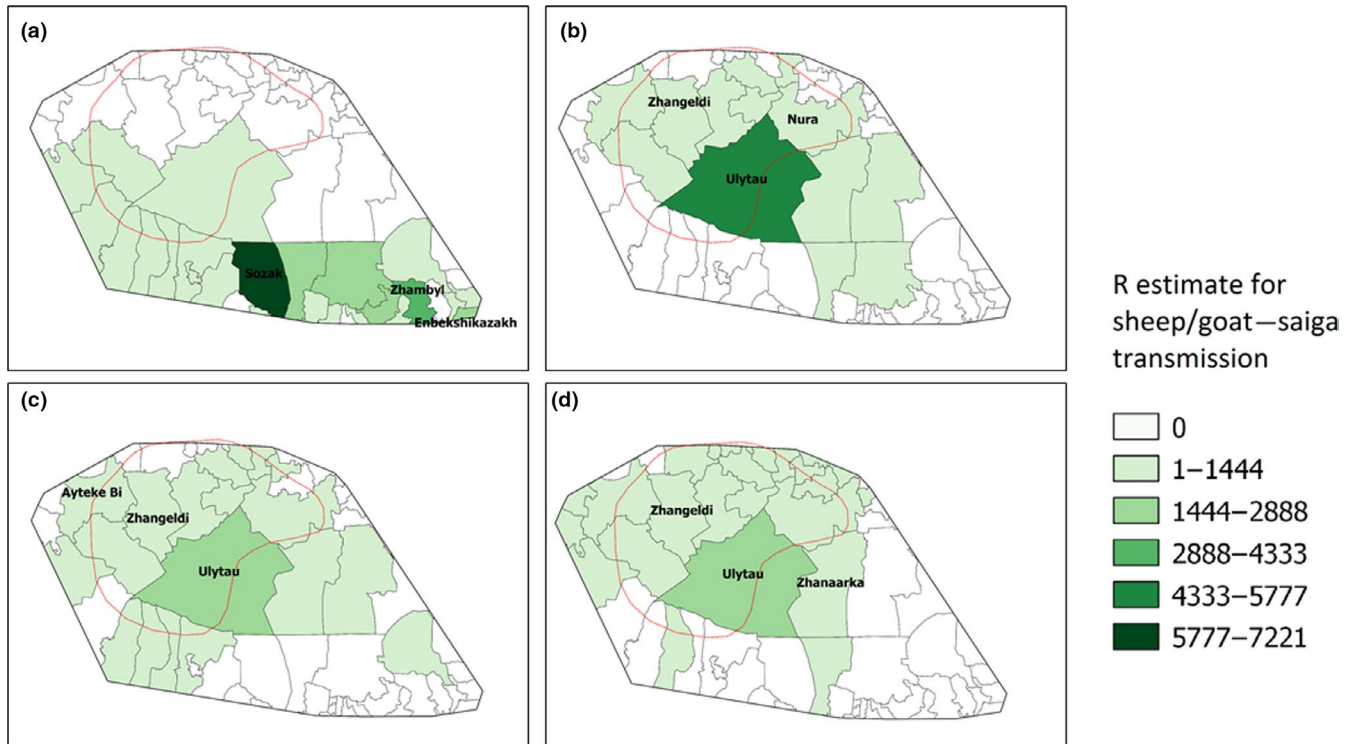 (a)
Sozak
Zhambyl
Enbekshikazakh
(b)
Zhangeldi
Nura
Ulytau
(c)
Ayteke Bi
Zhangeldi
Ulytau
(d)
Zhangeldi
Ulytau
Zhanaarka
R estimate for
sheep/goat—saiga
transmission
0
1–1444
1444–2888
2888–4333
4333–5777
5777–7221